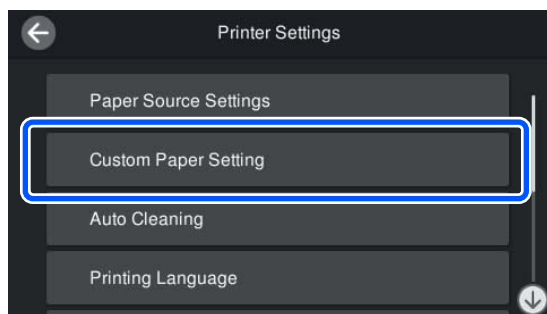 Printer Settings
Paper Source Settings
Custom Paper Setting
Auto Cleaning
Printing Language